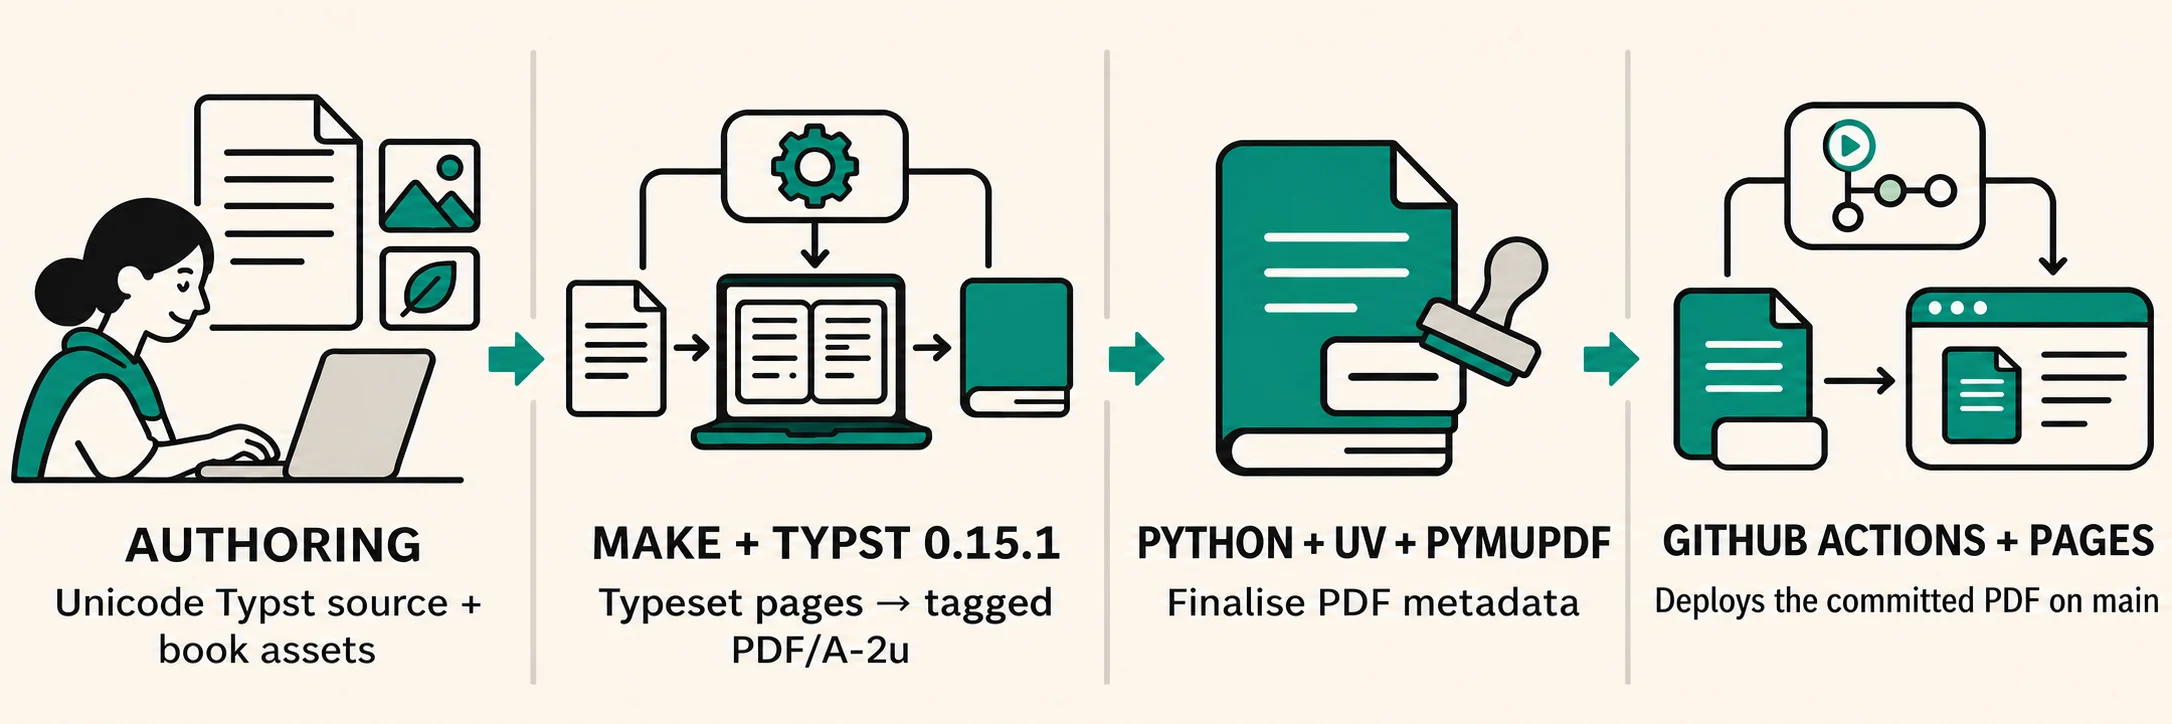 AUTHORING
Unicode Typst source +
book assets
MAKE + TYPST 0.15.1
Typeset pages → tagged
PDF/A-2u
PYTHON + UV + PYMUPDF
Finalise PDF metadata
GITHUB ACTIONS + PAGES
Deploys the committed PDF on main